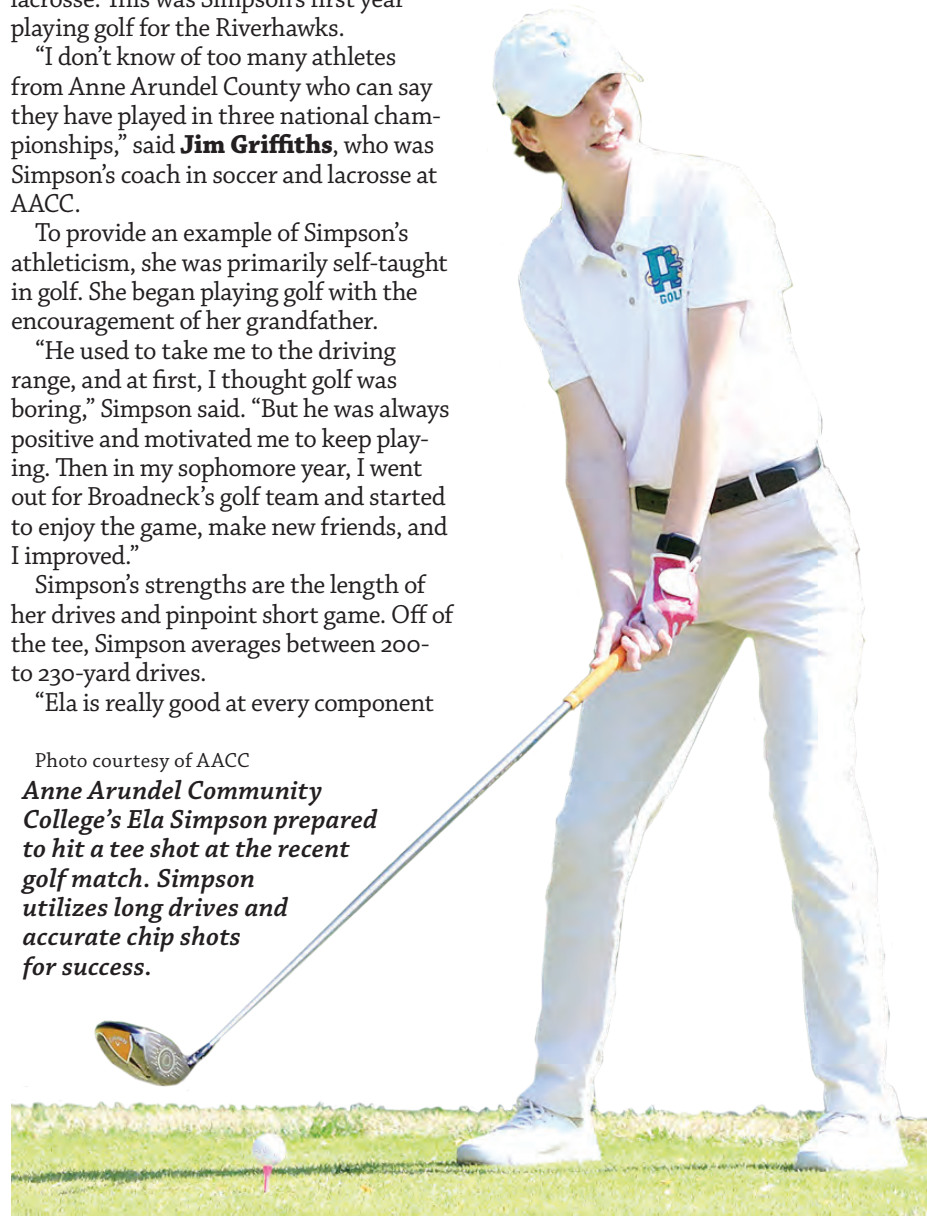 lacrosse. This was Simpson's first year
playing golf for the Riverhawks.
“I don't know of too many athletes
from Anne Arundel County who can say
they have played in three national cham-
pionships,” said Jim Griffiths, who was
Simpson's coach in soccer and lacrosse at
AACC.
To provide an example of Simpson's
athleticism, she was primarily self-taught
in golf. She began playing golf with the
encouragement of her grandfather.
“He used to take me to the driving
range, and at first, I thought golf was
boring,” Simpson said. “But he was always
positive and motivated me to keep play-
ing. Then in my sophomore year, I went
out for Broadneck's golf team and started
to enjoy the game, make new friends, and
I improved.”
Simpson's strengths are the length of
her drives and pinpoint short game. Off of
the tee, Simpson averages between 200-
to 230-yard drives.
“Ela is really good at every component
Photo courtesy of AACC
Anne Arundel Community
College's Ela Simpson prepared
to hit a tee shot at the recent
golf match. Simpson
utilizes long drives and
accurate chip shots
for success.
GOLF